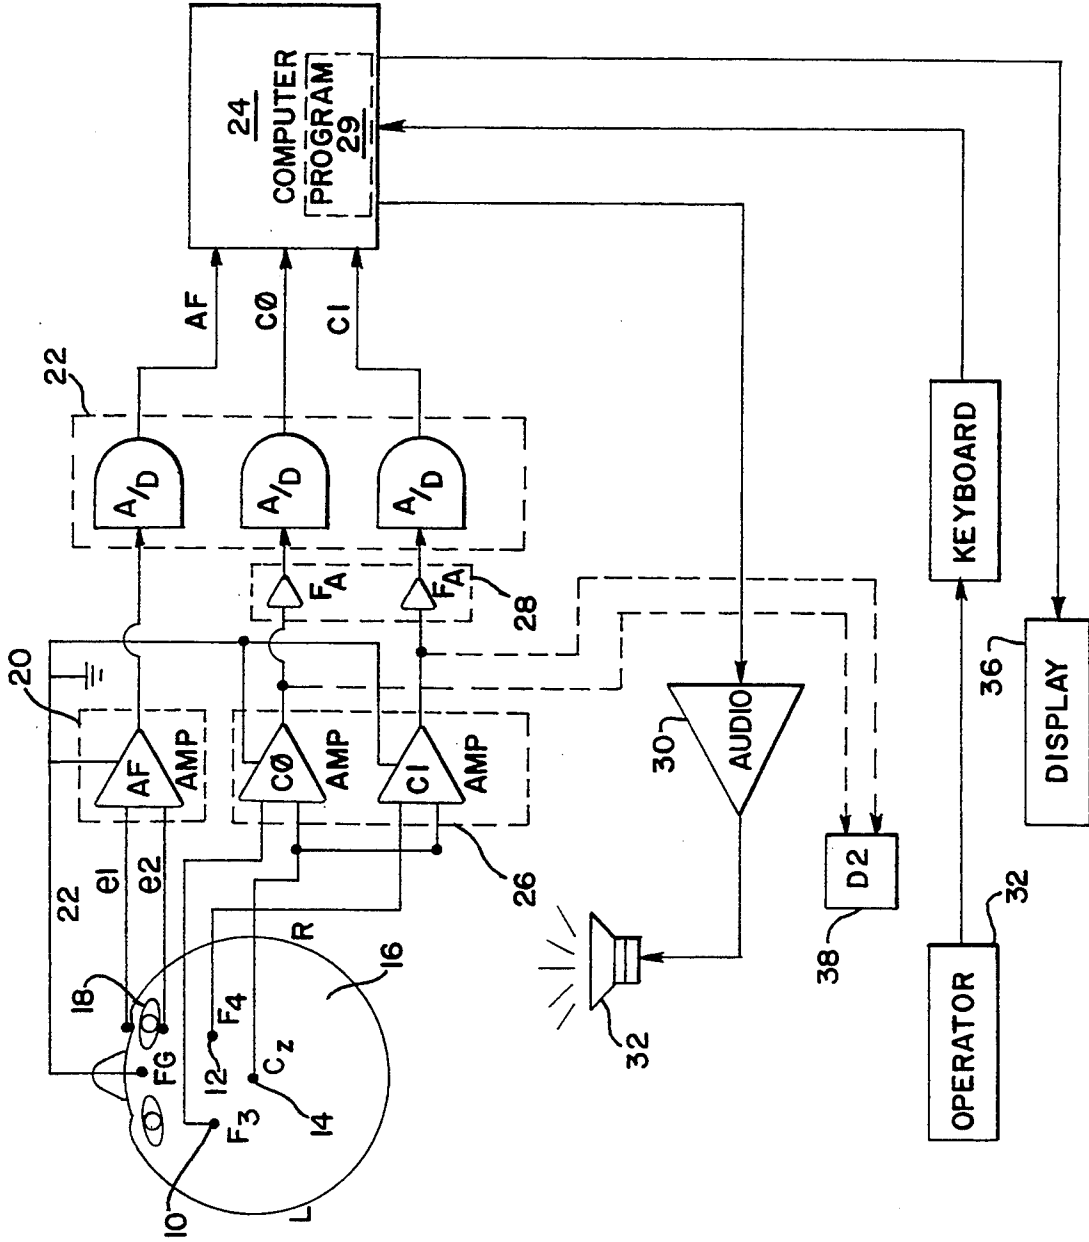 24
COMPUTER
PROGRAM
29
AF
CØ
C1
22
A/D
A/D
A/D
FA
FA
28
20
AF
AMP
CØ
AMP
C1
AMP
26
22
e1
e2
18
FG
F4
12
F3
CZ
14
10
16
L
R
30
AUDIO
32
D2
38
KEYBOARD
OPERATOR
32
36
DISPLAY